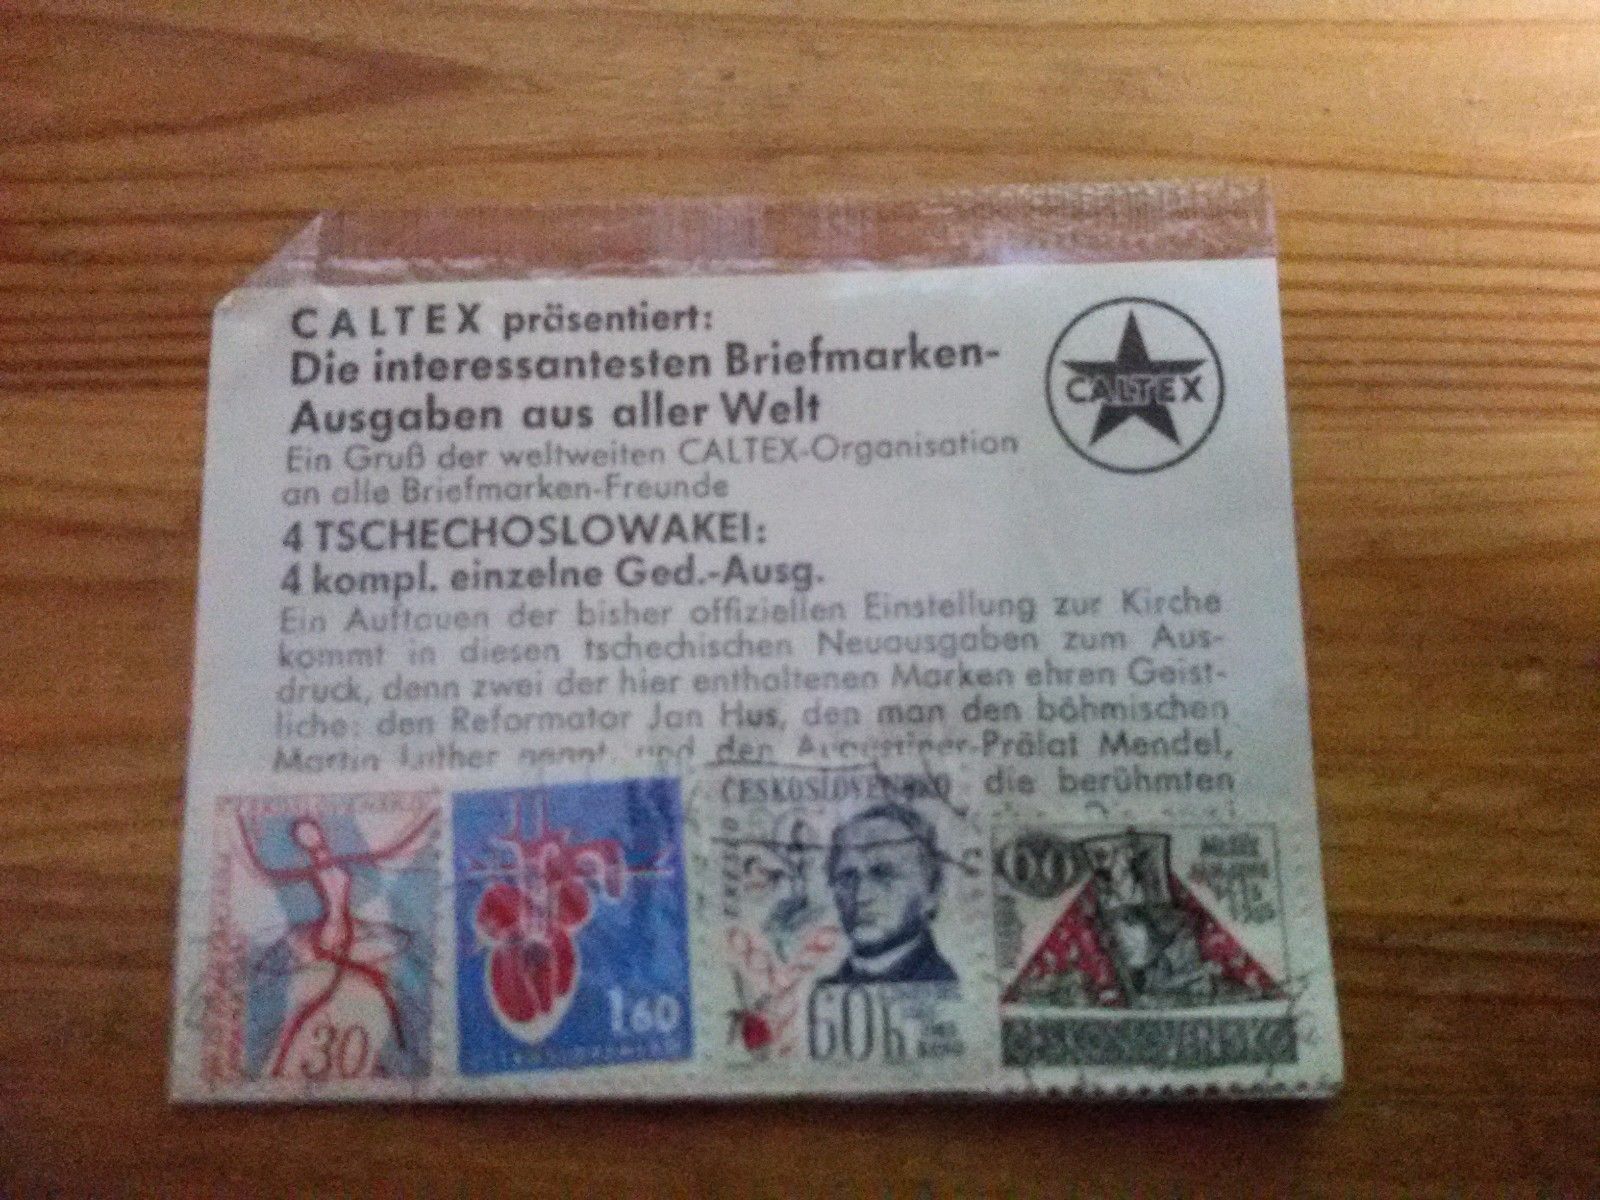 CALTEX präsentiert:
Die interessantesten Briefmarken-
Ausgaben aus aller Welt
CALTEX
Ein Gruß der weltweiten CALTEX-Organisation
an alle Briefmarken-Freunde
4 TSCHECHOSLOWAKEI:
4 kompl. einzelne Ged.-Ausg.
Ein Auftauen der bisher offiziellen Einstellung zur Kirche
kommt in diesen tschechischen Neuausgaben zum Aus-
druck, denn zwei der hier enthaltenen Marken ehren Geist-
liche: den Reformator Jan Hus, den man den böhmischen
Martin Luther nennt, und den Augustiner-Prälat Mendel,
die berühmten
ČESKOSLOVENSKO
30
1.60
60h
60